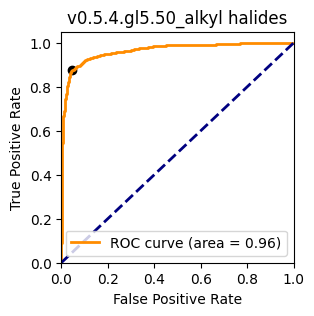 v0.5.4.gl5.50_alkyl halides
True Positive Rate
1.0
0.8
0.6
0.4
0.2
0.0
ROC curve (area = 0.96)
0.0 0.2 0.4 0.6 0.8 1.0
False Positive Rate